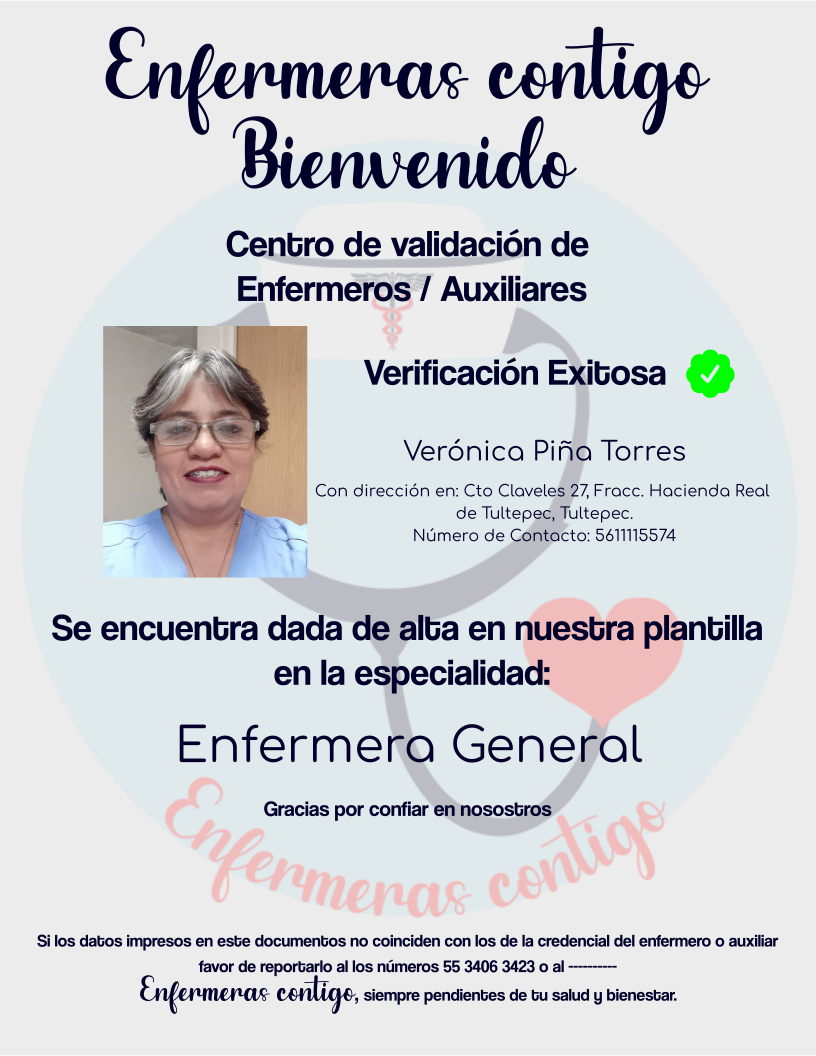 Enfermeras contigo
Bienvenido
Centro de validación de
Enfermeros / Auxiliares
Verificación Exitosa
Verónica Piña Torres
Con dirección en: Cto Claveles 27, Fracc. Hacienda Real
de Tultepec, Tultepec.
Número de Contacto: 5611115574
Se encuentra dada de alta en nuestra plantilla
en la especialidad:
Enfermera General
Gracias por confiar en nosostros
Enfermeras contigo
Si los datos impresos en este documentos no coinciden con los de la credencial del enfermero o auxiliar
favor de reportarlo al los números 55 3406 3423 o al ----------
Enfermeras contigo, siempre pendientes de tu salud y bienestar.